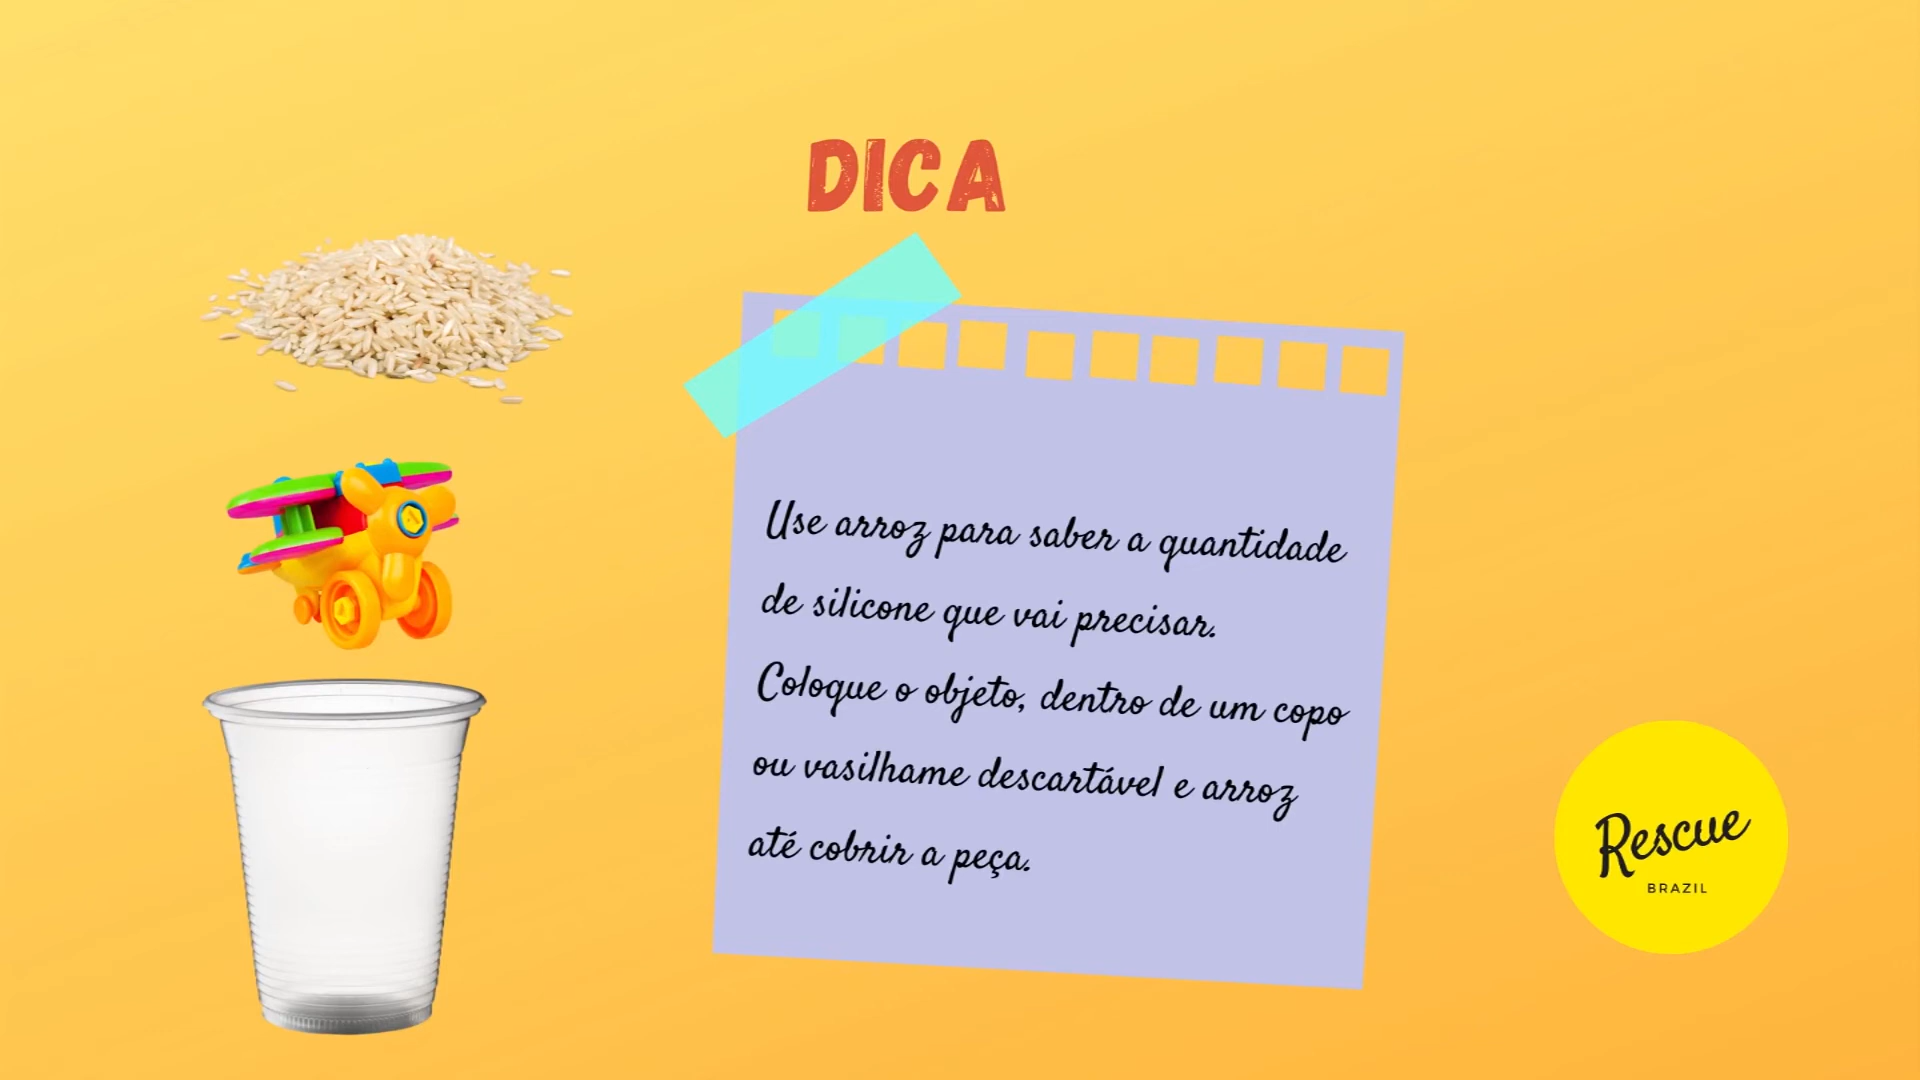 DICA
Use arroz para saber a quantidade
de silicone que vai precisar.
Coloque o objeto, dentro de um copo
ou vasilhame descartável e arroz
até cobrir a peça.
Rescue
BRAZIL